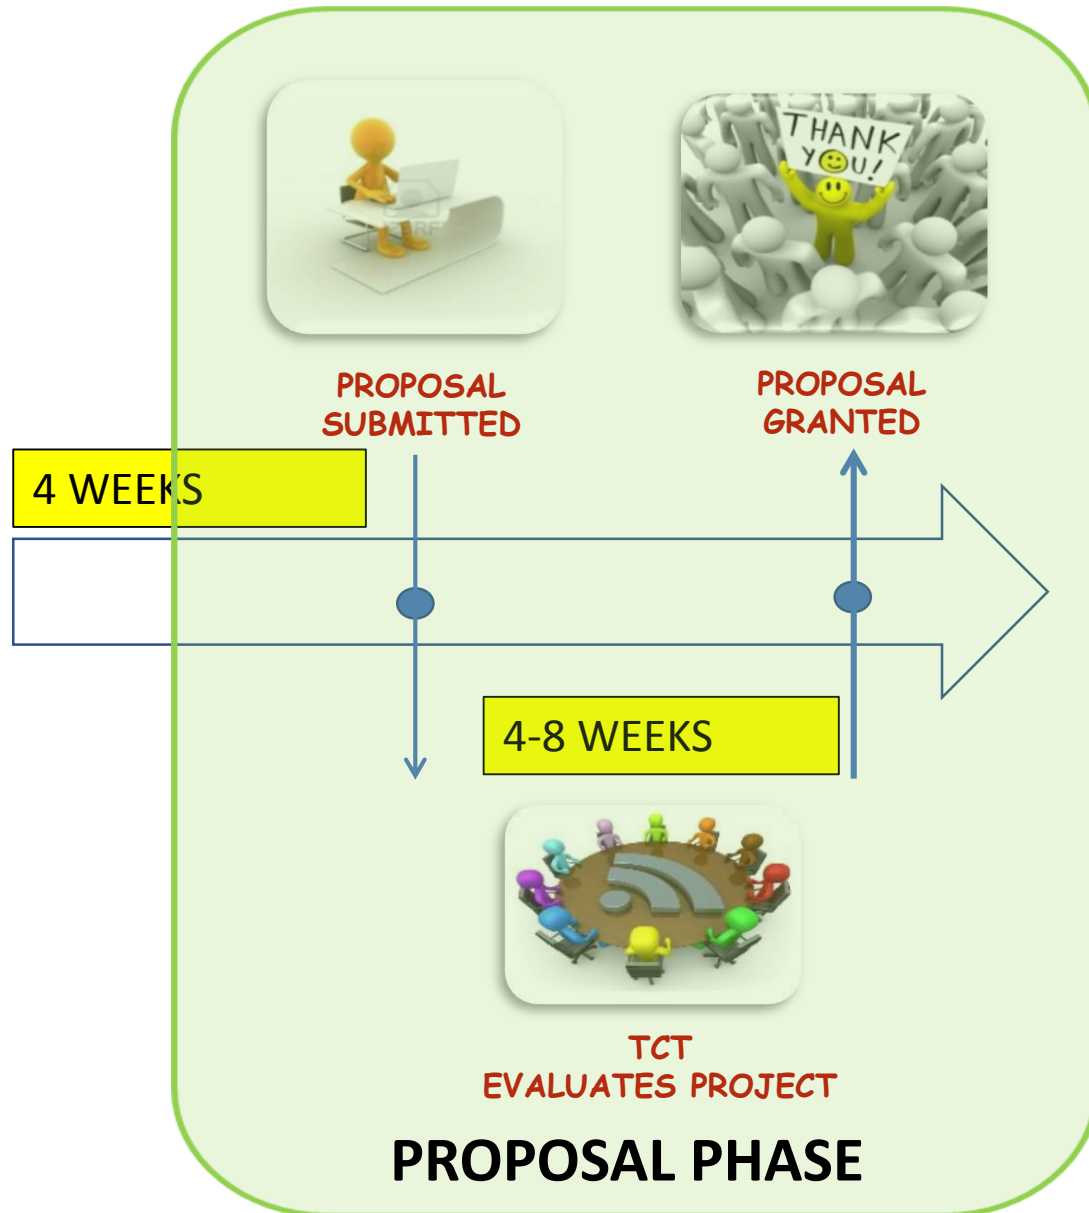 THANK
YOU!
PROPOSAL
SUBMITTED
PROPOSAL
GRANTED
4 WEEKS
4-8 WEEKS
TCT
EVALUATES PROJECT
PROPOSAL PHASE